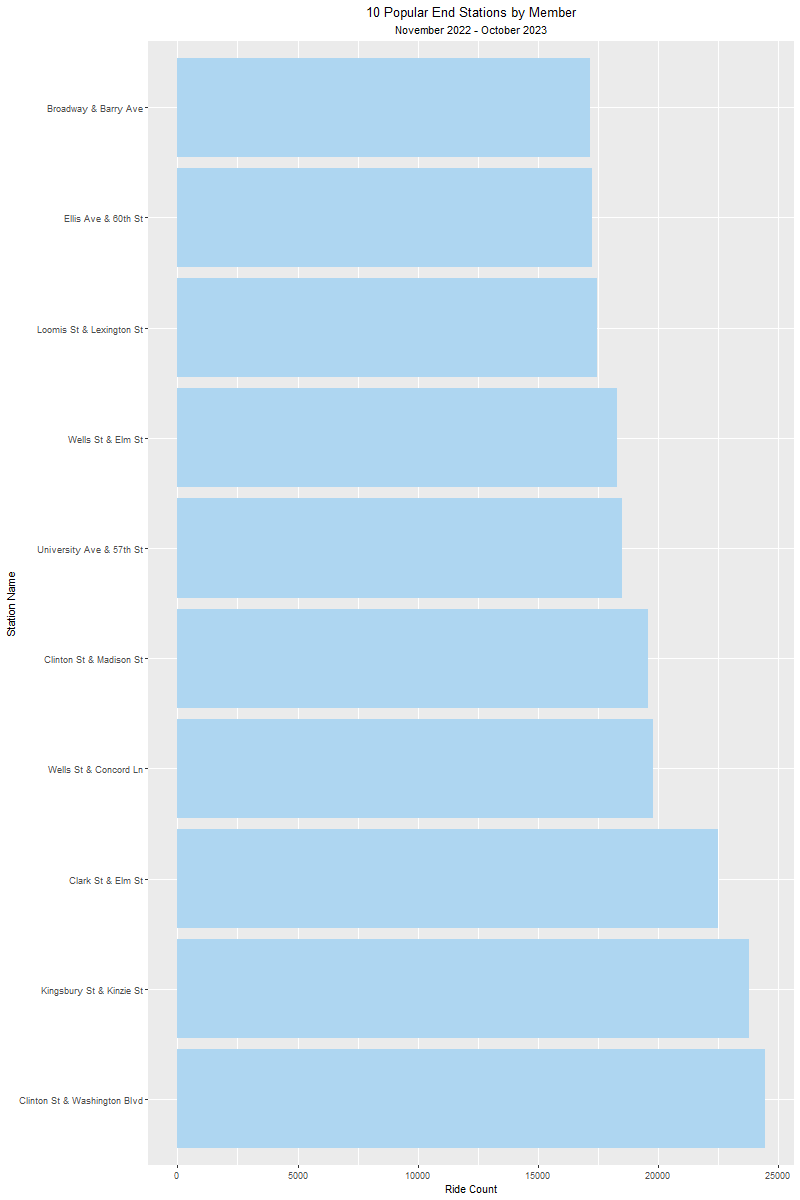 10 Popular End Stations by Member
November 2022 - October 2023
Station Name
Broadway & Barry Ave
Ellis Ave & 60th St
Loomis St & Lexington St
Wells St & Elm St
University Ave & 57th St
Clinton St & Madison St
Wells St & Concord Ln
Clark St & Elm St
Kingsbury St & Kinzie St
Clinton St & Washington Blvd
0 5000 10000 15000 20000 25000
Ride Count